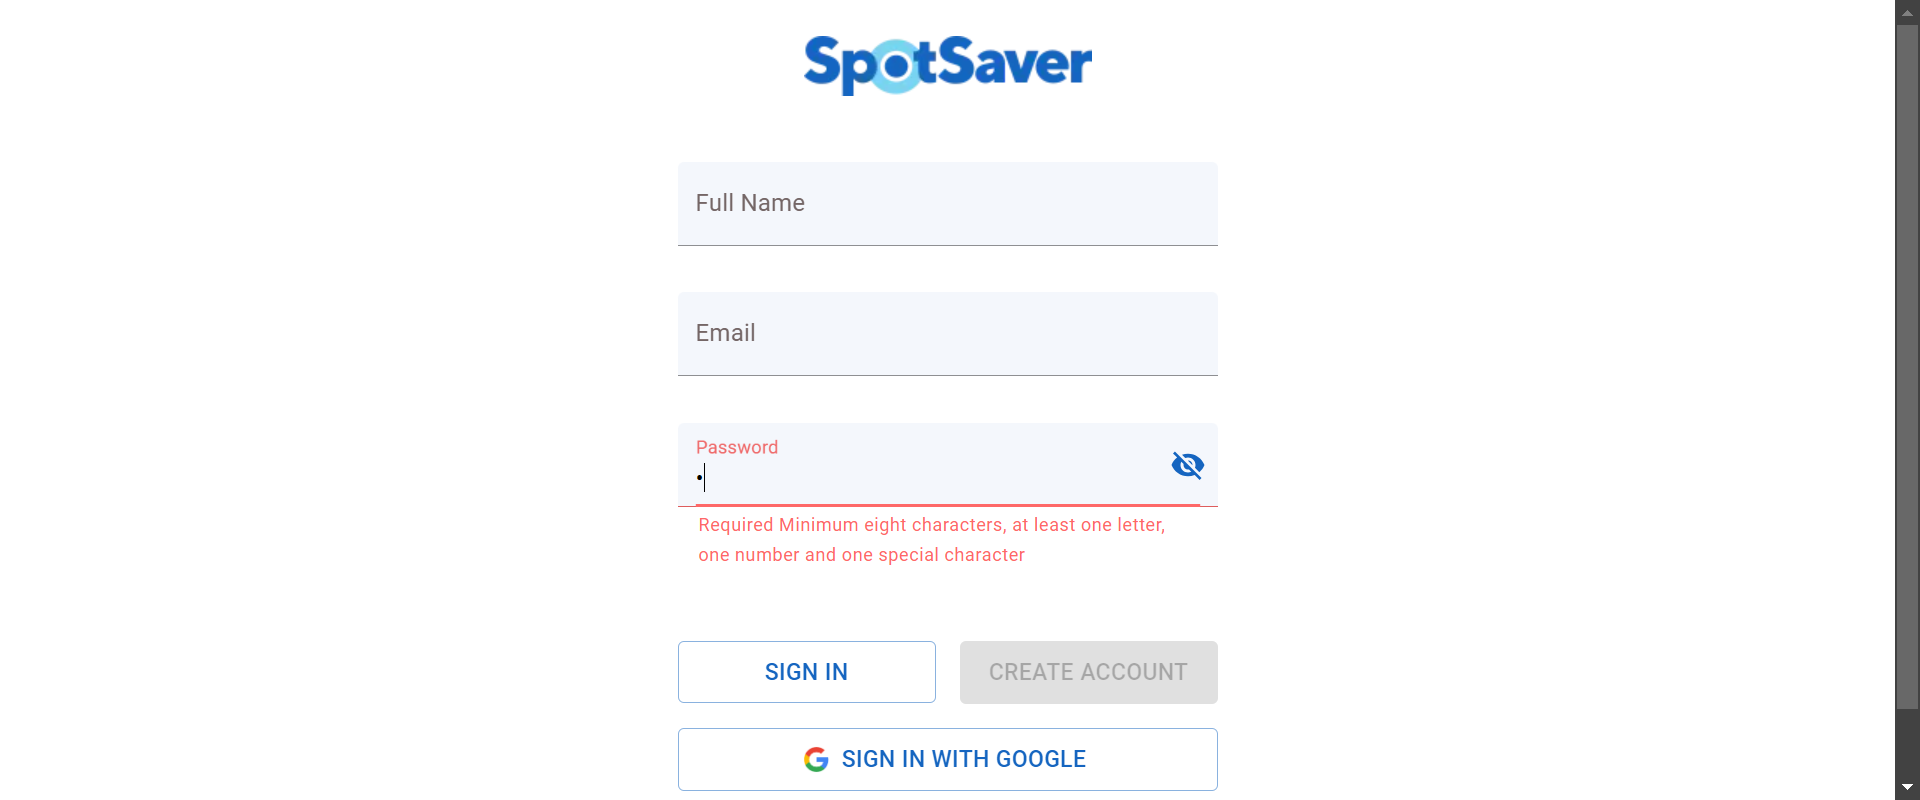 SpotSaver
Full Name
Email
Password
•
Required Minimum eight characters, at least one letter,
one number and one special character
SIGN IN
CREATE ACCOUNT
SIGN IN WITH GOOGLE